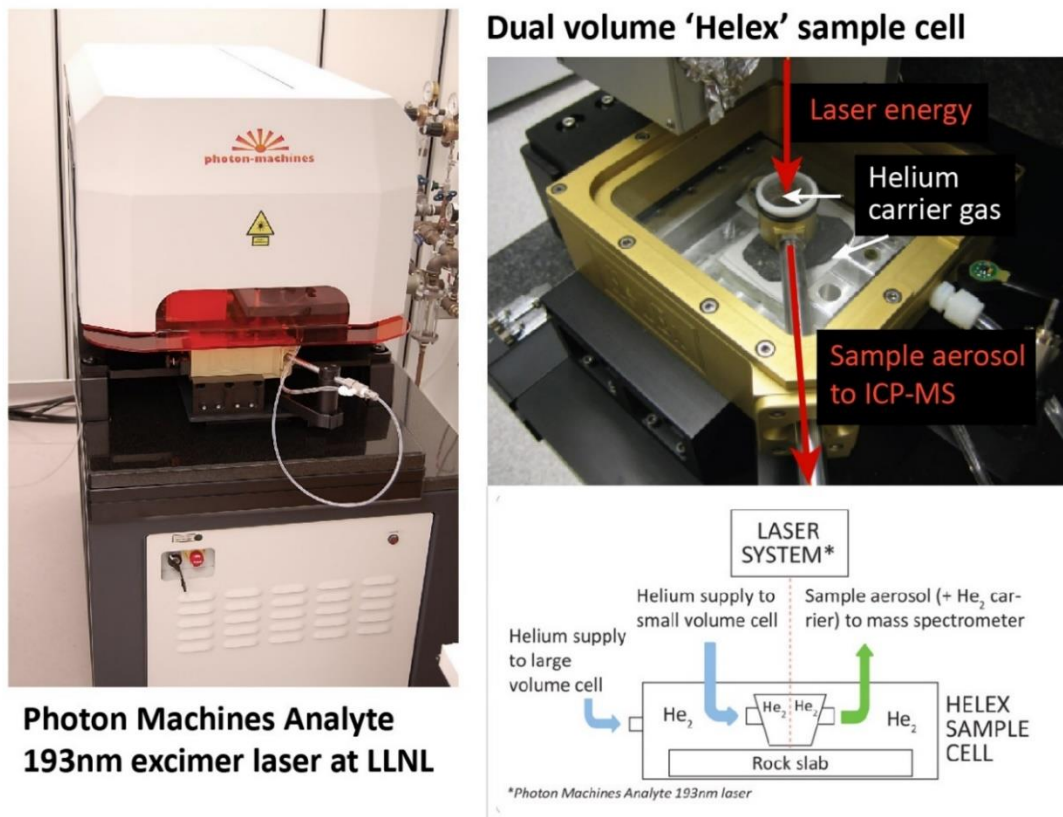 photon-machines
Photon Machines Analyte
193nm excimer laser at LLNL
Dual volume ‘Helex’ sample cell
Laser energy
Helium
carrier gas
Sample aerosol
to ICP-MS
LASER
SYSTEM*
Helium supply to
small volume cell
Sample aerosol (+ He₂ car-
rier) to mass spectrometer
Helium supply
to large
volume cell
He₂
He₂
He₂
He₂
HELEX
SAMPLE
CELL
Rock slab
*Photon Machines Analyte 193nm laser